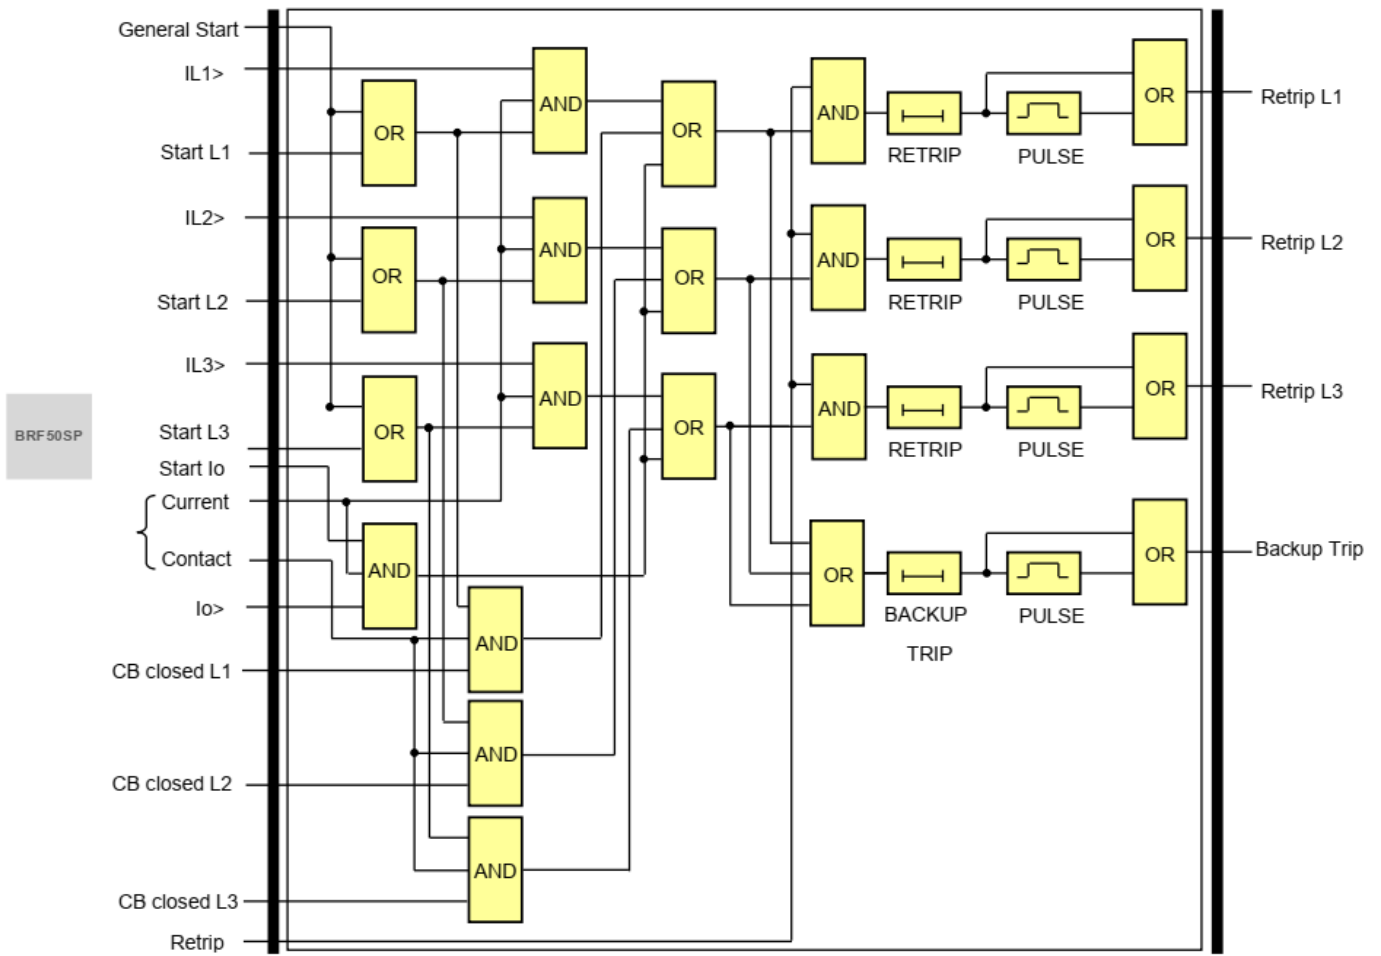 General Start
IL1>
Start L1
IL2>
Start L2
IL3>
BRF50SP
Start L3
Start Io
Current
Contact
Io>
CB closed L1
CB closed L2
CB closed L3
Retrip
OR
OR
OR
AND
AND
AND
AND
AND
AND
AND
OR
OR
OR
AND
RETRIP
PULSE
OR
Retrip L1
AND
RETRIP
PULSE
OR
Retrip L2
AND
RETRIP
PULSE
OR
Retrip L3
OR
BACKUP
TRIP
PULSE
OR
Backup Trip